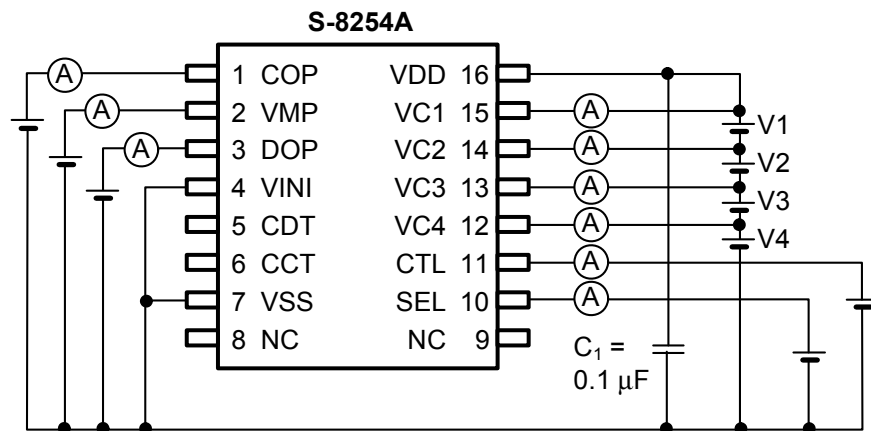 S-8254A
A
1 COP
VDD 16
A
2 VMP
VC1 15
A
V1
A
3 DOP
VC2 14
A
V2
4 VINI
VC3 13
A
V3
5 CDT
VC4 12
A
V4
6 CCT
CTL 11
A
7 VSS
SEL 10
A
8 NC
NC 9
C₁ =
0.1 μF